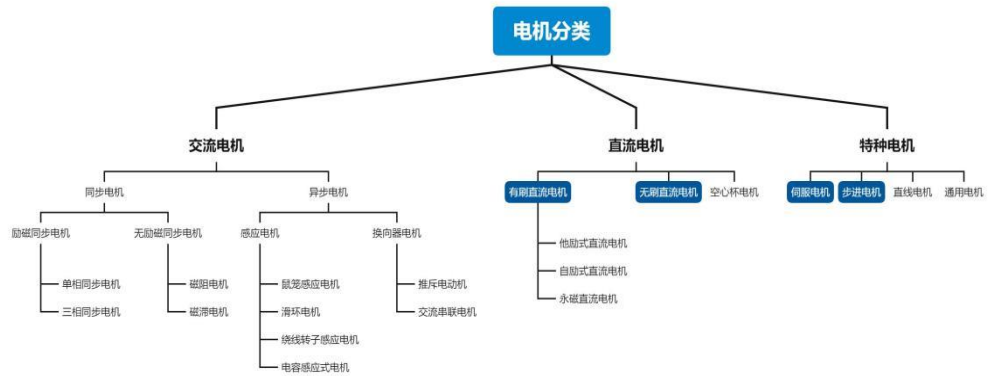 电机分类
交流电机
直流电机
特种电机
同步电机
异步电机
有刷直流电机
无刷直流电机
空心杯电机
伺服电机
步进电机
直线电机
通用电机
励磁同步电机
无励磁同步电机
感应电机
换向器电机
他励式直流电机
自励式直流电机
永磁直流电机
单相同步电机
三相同步电机
磁阻电机
磁滞电机
鼠笼感应电机
滑环电机
绕线转子感应电机
电容感应式电机
推斥电动机
交流串联电机